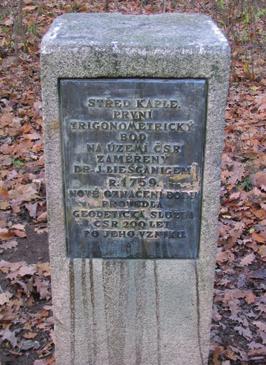 STŘED KAPLE.
PRVNÍ
TRIGONOMETRICKÝ
BOD
NA ÚZEMÍ ČSR
ZAMĚŘENÝ
DR. J. LIESGANIGEM
R. 1759.
NOVÉ OZNAČENÍ BODU
PROVEDLA
GEODETICKÁ SLUŽBA
ČSR 200 LET
PO JEHO VZNIKU.